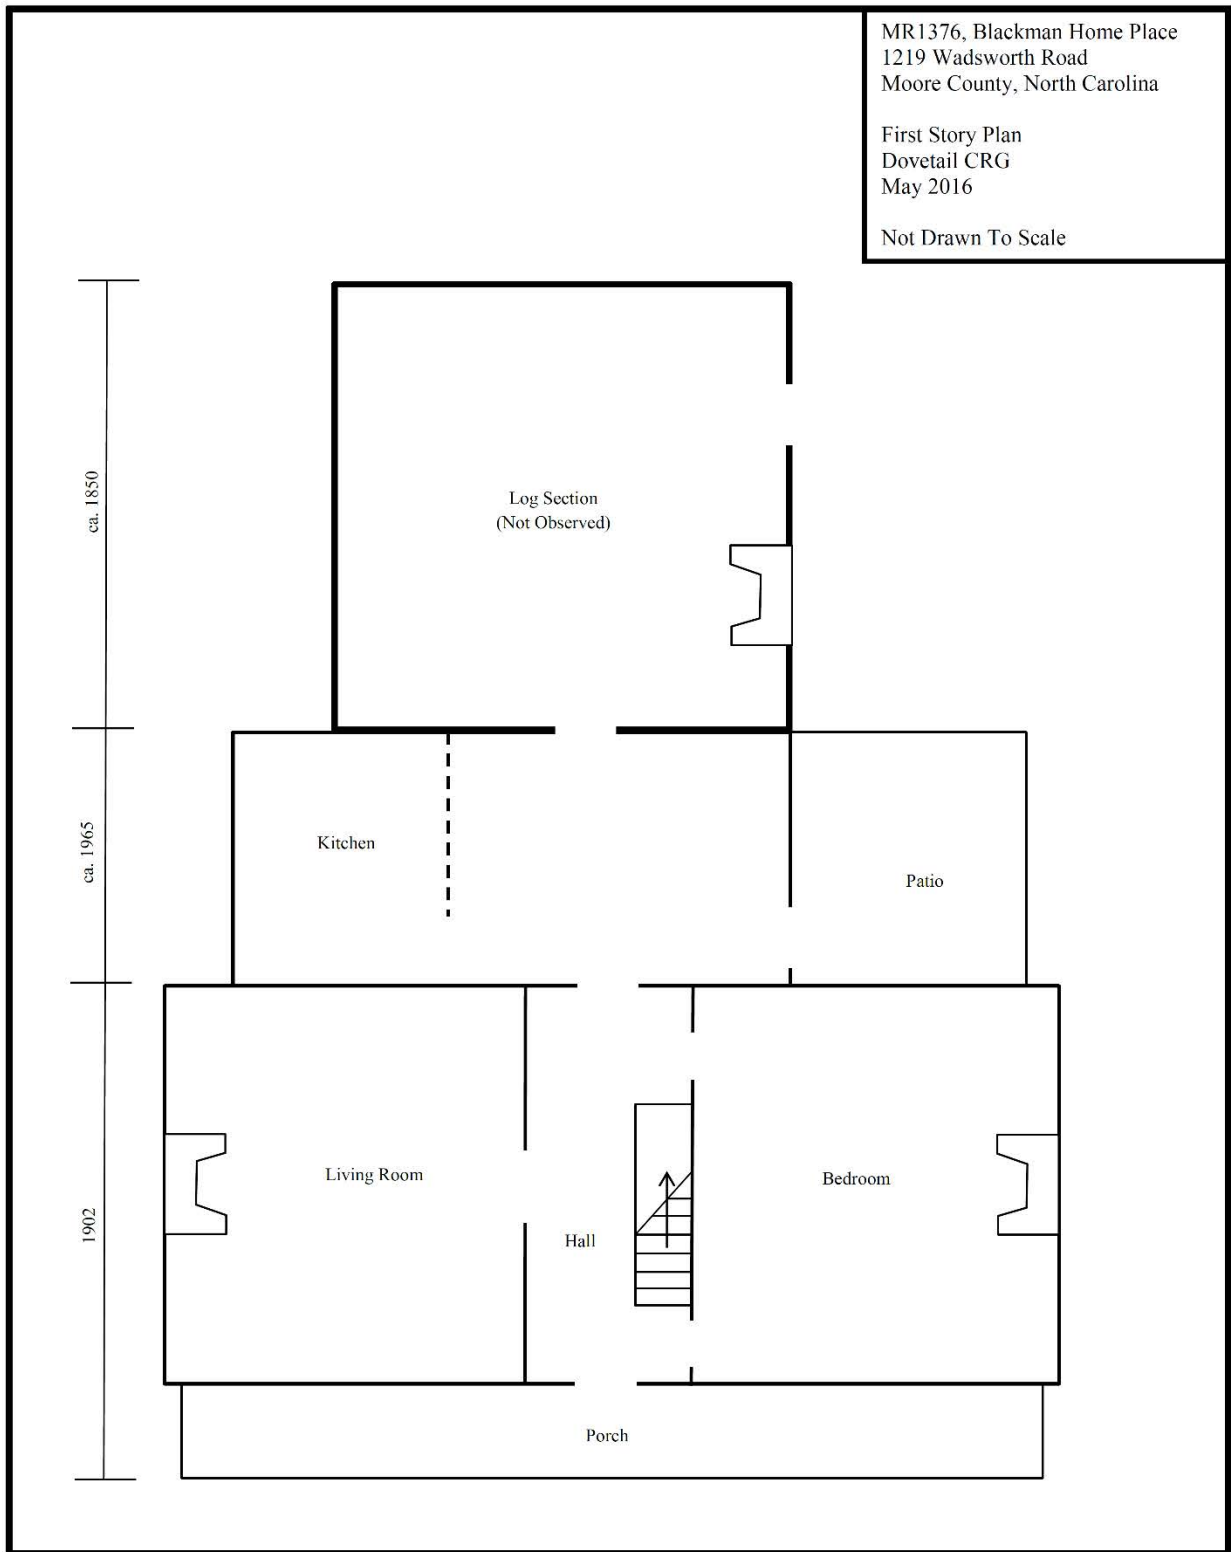 MR1376, Blackman Home Place
1219 Wadsworth Road
Moore County, North Carolina
First Story Plan
Dovetail CRG
May 2016
Not Drawn To Scale
ca. 1850
Log Section
(Not Observed)
ca. 1965
Kitchen
Patio
1902
Living Room
Hall
Bedroom
Porch